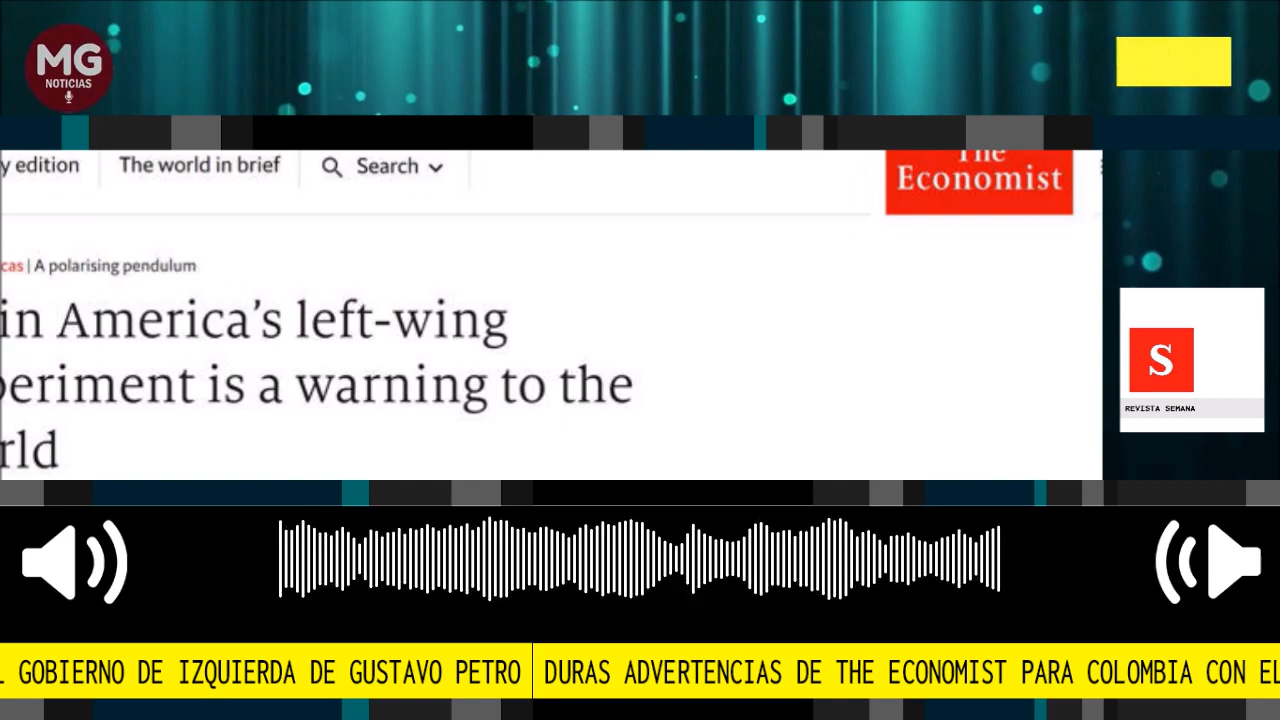 MG
NOTICIAS
y edition
The world in brief
Search
The
Economist
cas | A polarising pendulum
in America's left-wing
periment is a warning to the
rld
S
REVISTA SEMANA
L GOBIERNO DE IZQUIERDA DE GUSTAVO PETRO
DURAS ADVERTENCIAS DE THE ECONOMIST PARA COLOMBIA CON EL